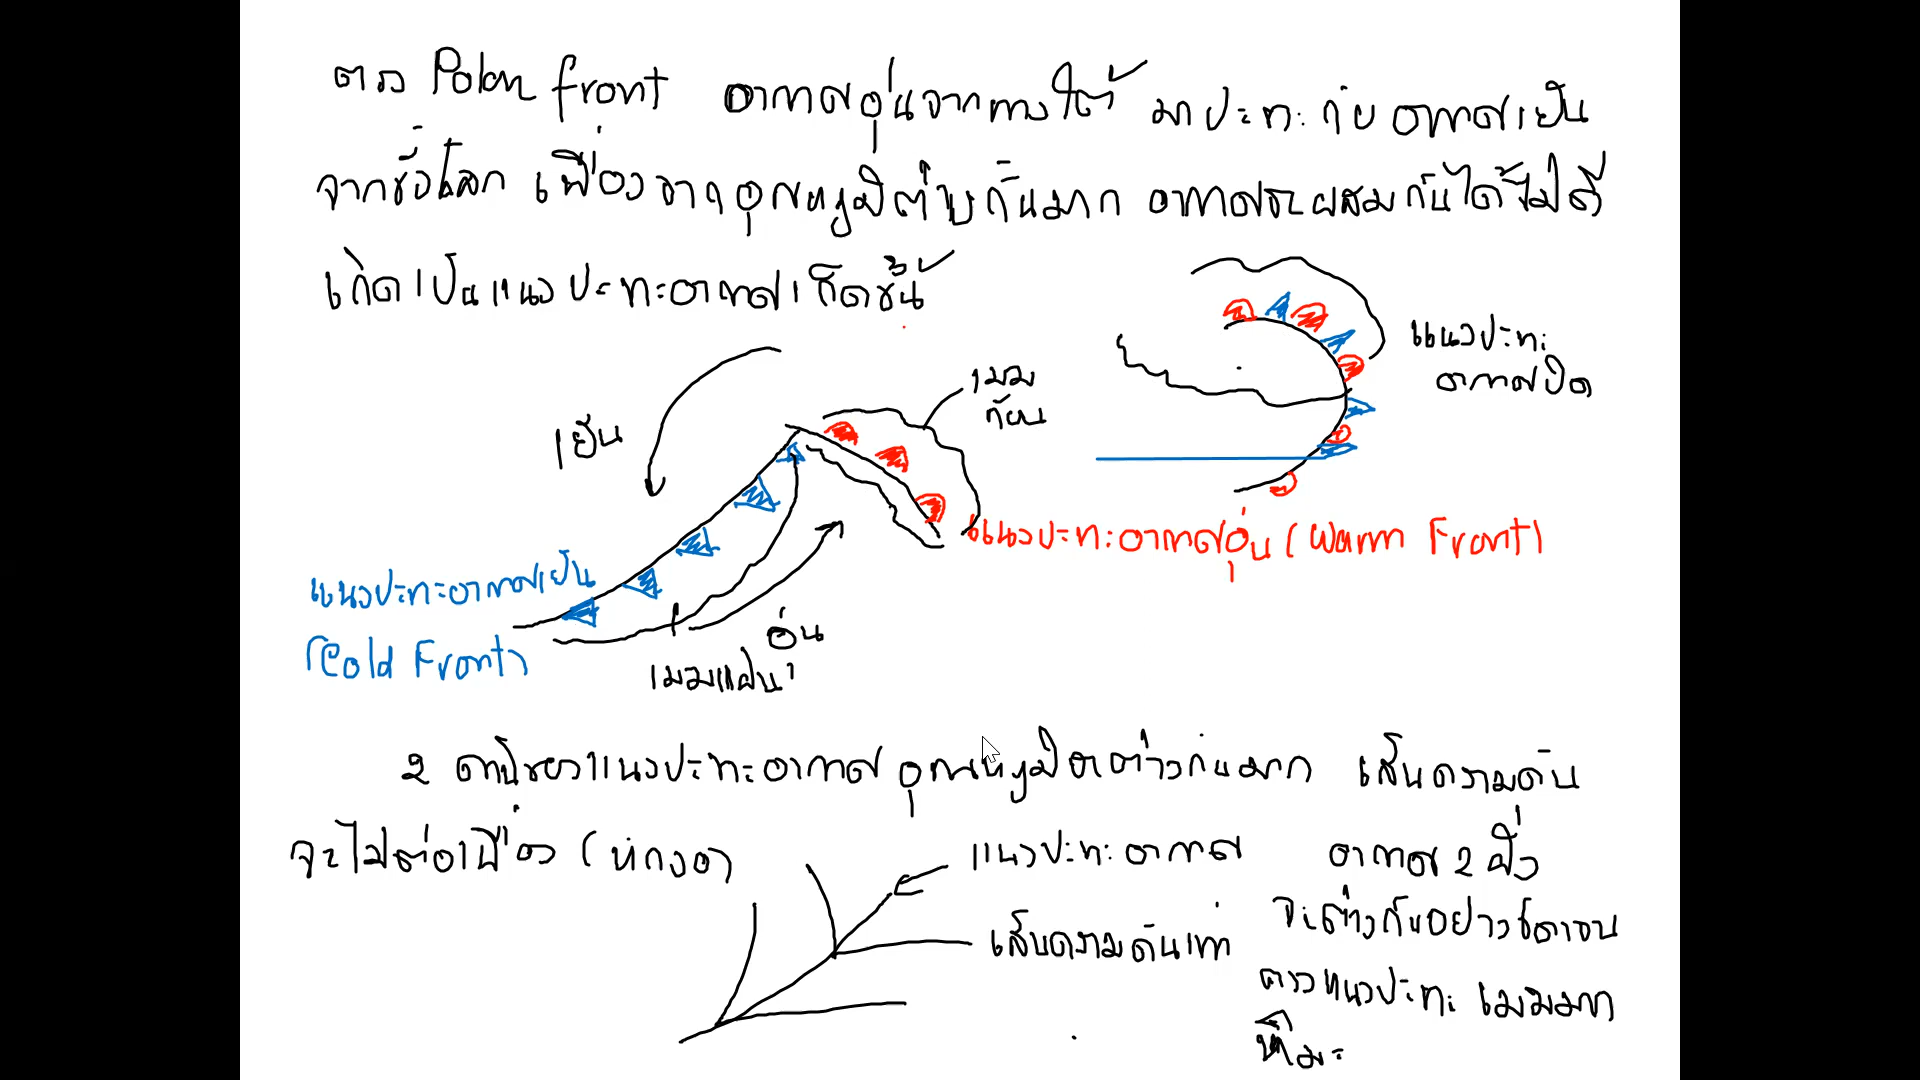 ตรง Polar front อากาศอุ่นจากทางใต้ มาปะทะกับ อากาศเย็น
จากขั้วโลก เนื่องจาก อุณหภูมิต่างกันมาก อากาศจะผสมกันได้ไม่ดี
เกิดเป็นแนวปะทะอากาศเกิดขึ้น
แนวปะทะ
อากาศปิด
เมฆ
ก้อน
เย็น
แนวปะทะอากาศอุ่น (Warm Front)
แนวปะทะอากาศเย็น
(Cold Front)
อุ่น
เมฆแผ่น
2 ด้านของแนวปะทะอากาศ อุณหภูมิต่างกันมาก เส้นความดัน
จะไม่ต่อเนื่อง (หักงอ)
แนวปะทะอากาศ
เส้นความดันเท่า
อากาศ 2 ฝั่ง
จะต่างกันอย่างชัดเจน
ตรงแนวปะทะ เมฆมาก
หิมะ